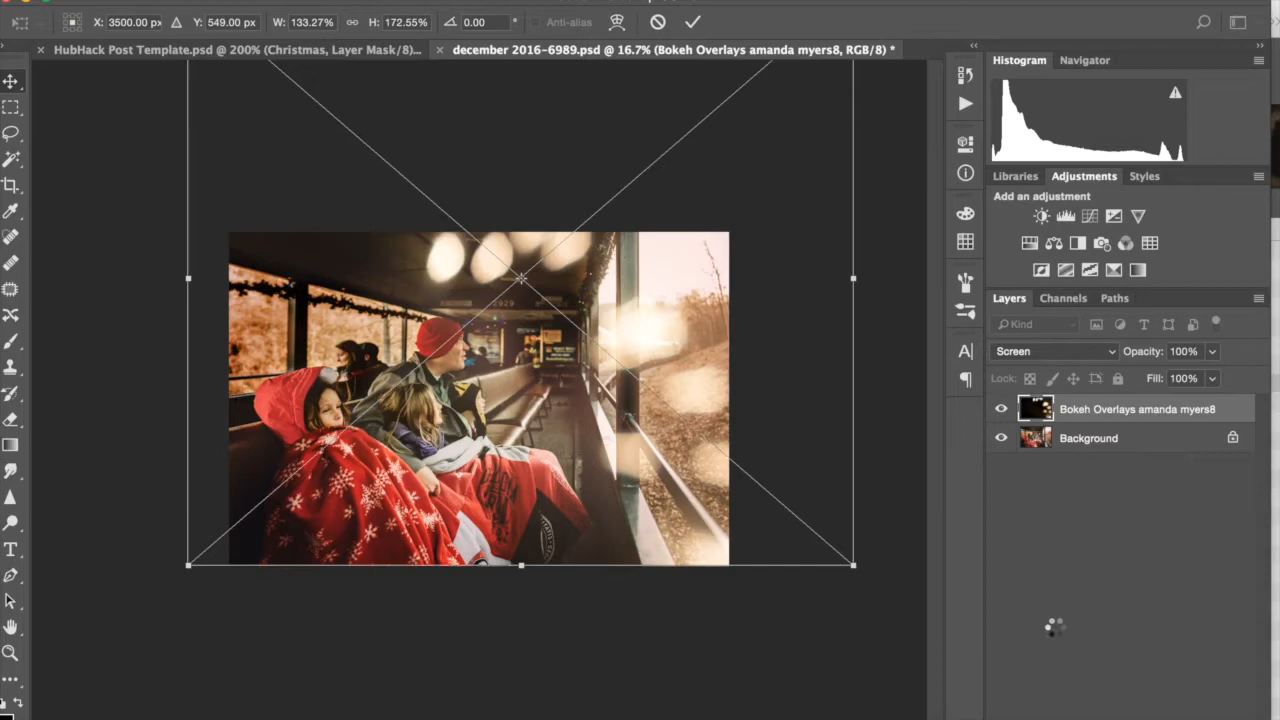 X: 3500.00 px Y: 549.00 px W: 133.27% H: 172.55% 0.00 ° Anti-alias
HubHack Post Template.psd @ 200% (Christmas, Layer Mask/8)...
december 2016-6989.psd @ 16.7% (Bokeh Overlays amanda myers8, RGB/8) *
Histogram
Navigator
Libraries
Adjustments
Styles
Add an adjustment
Layers
Channels
Paths
Kind
Screen
Opacity: 100%
Lock:
Fill: 100%
Bokeh Overlays amanda myers8
Background
2929